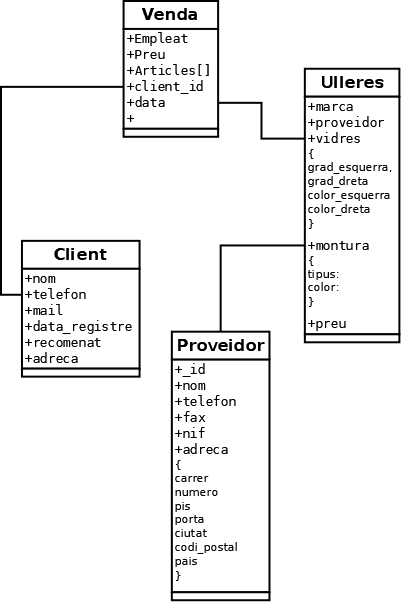 Venda
+Empleat
+Preu
+Articles[]
+client_id
+data
+
Ulleres
+marca
+proveidor
+vidres
{
grad_esquerra,
grad_dreta
color_esquerra
color_dreta
}
+montura
{
tipus:
color:
}
+preu
Client
+nom
+telefon
+mail
+data_registre
+recomenat
+adreca
Proveidor
+_id
+nom
+telefon
+fax
+nif
+adreca
{
carrer
numero
pis
porta
ciutat
codi_postal
pais
}